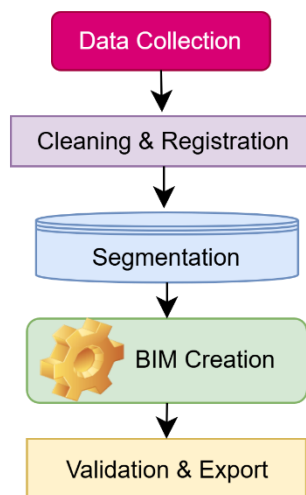 Data Collection
Cleaning & Registration
Segmentation
BIM Creation
Validation & Export